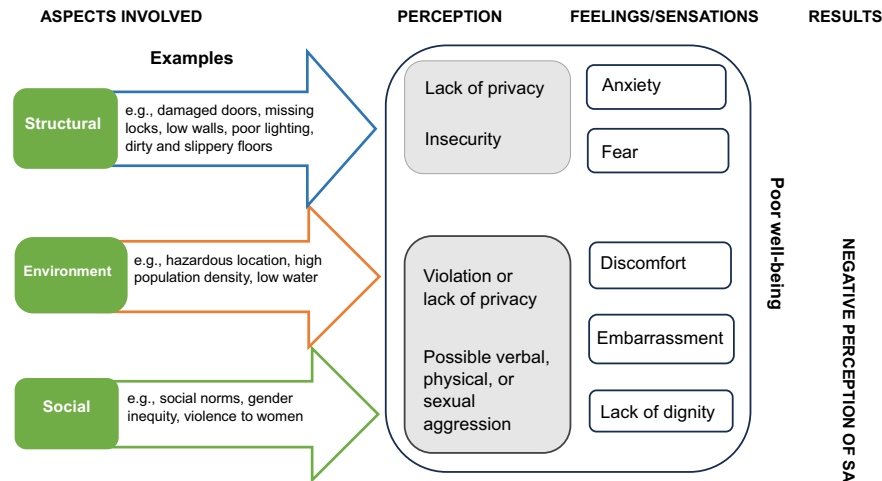 ASPECTS INVOLVED
PERCEPTION
FEELINGS/SENSATIONS
RESULTS
Examples
Structural
e.g., damaged doors, missing
locks, low walls, poor lighting,
dirty and slippery floors
Lack of privacy
Insecurity
Anxiety
Fear
Environment
e.g., hazardous location, high
population density, low water
Violation or
lack of privacy
Possible verbal,
physical, or
sexual
aggression
Discomfort
Embarrassment
Lack of dignity
Social
e.g., social norms, gender
inequity, violence to women
Poor well-being
NEGATIVE PERCEPTION OF SA